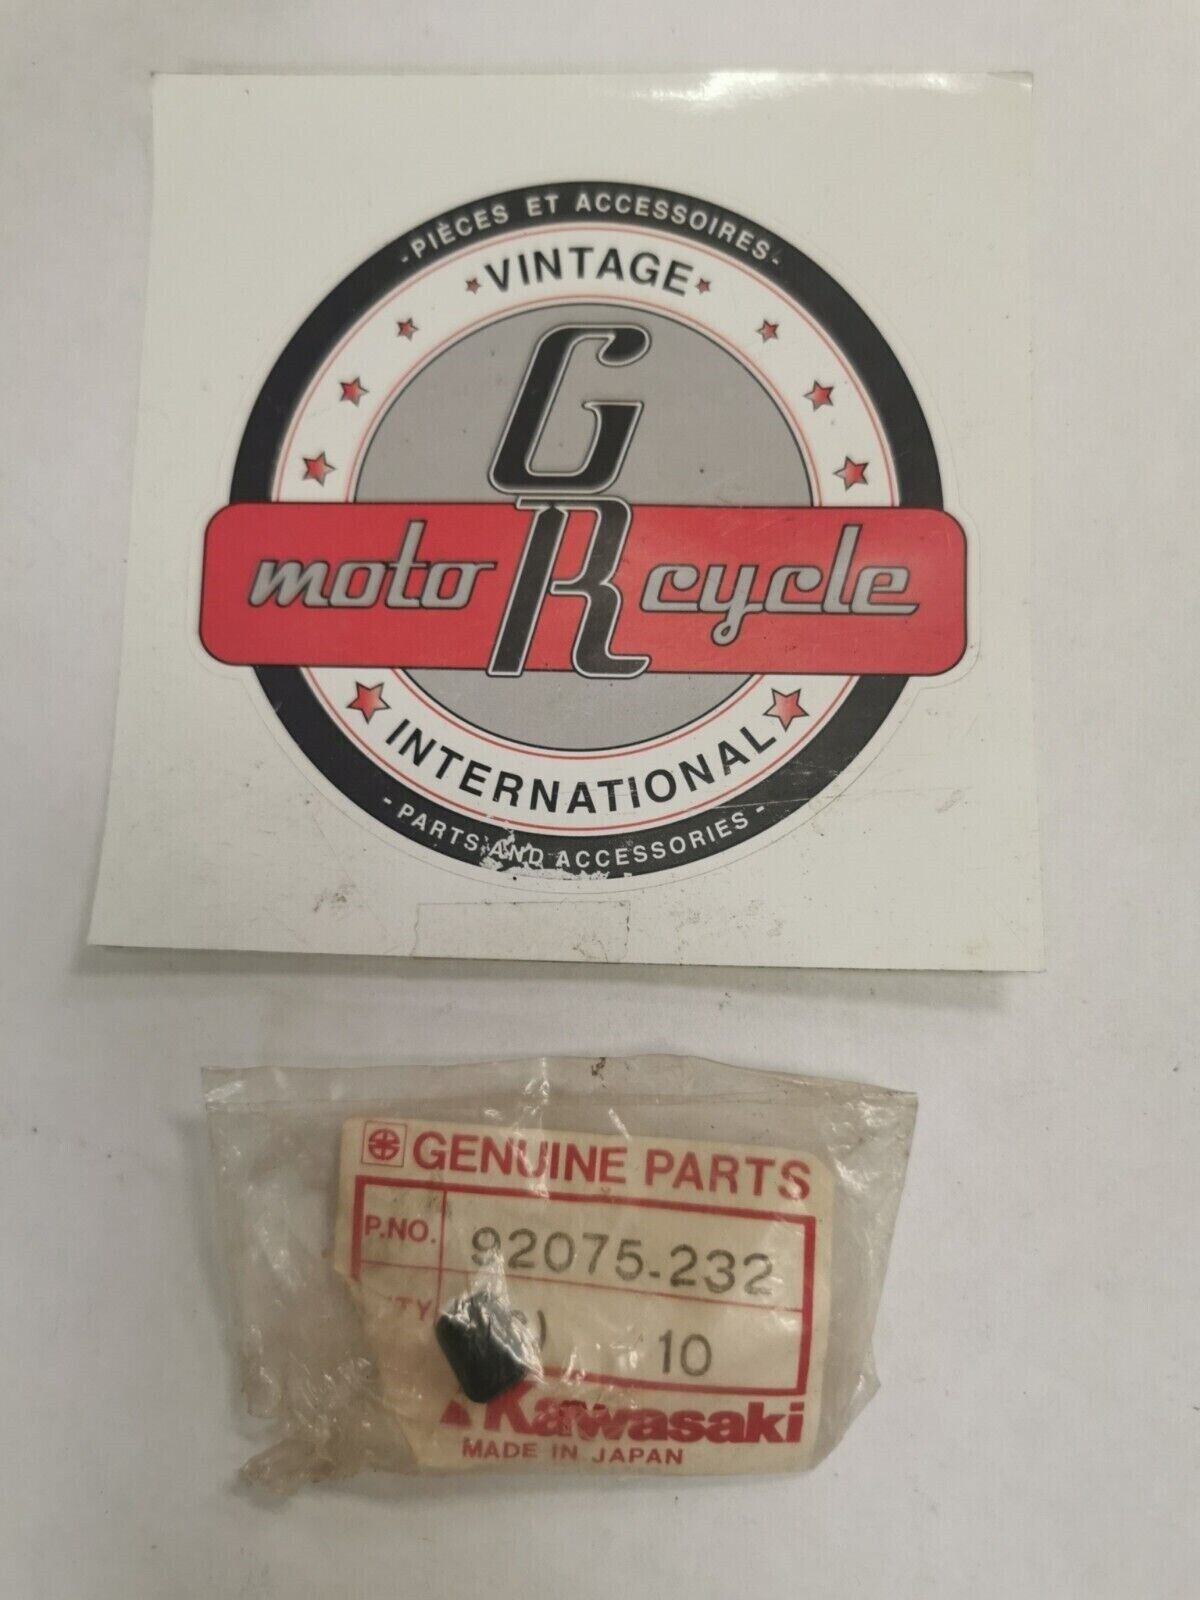 - PIÈCES ET ACCESSOIRES -
VINTAGE
GR
moto cycle
INTERNATIONAL
- PARTS AND ACCESSORIES -
GENUINE PARTS
P.NO. 92075-232
10
Kawasaki
MADE IN JAPAN